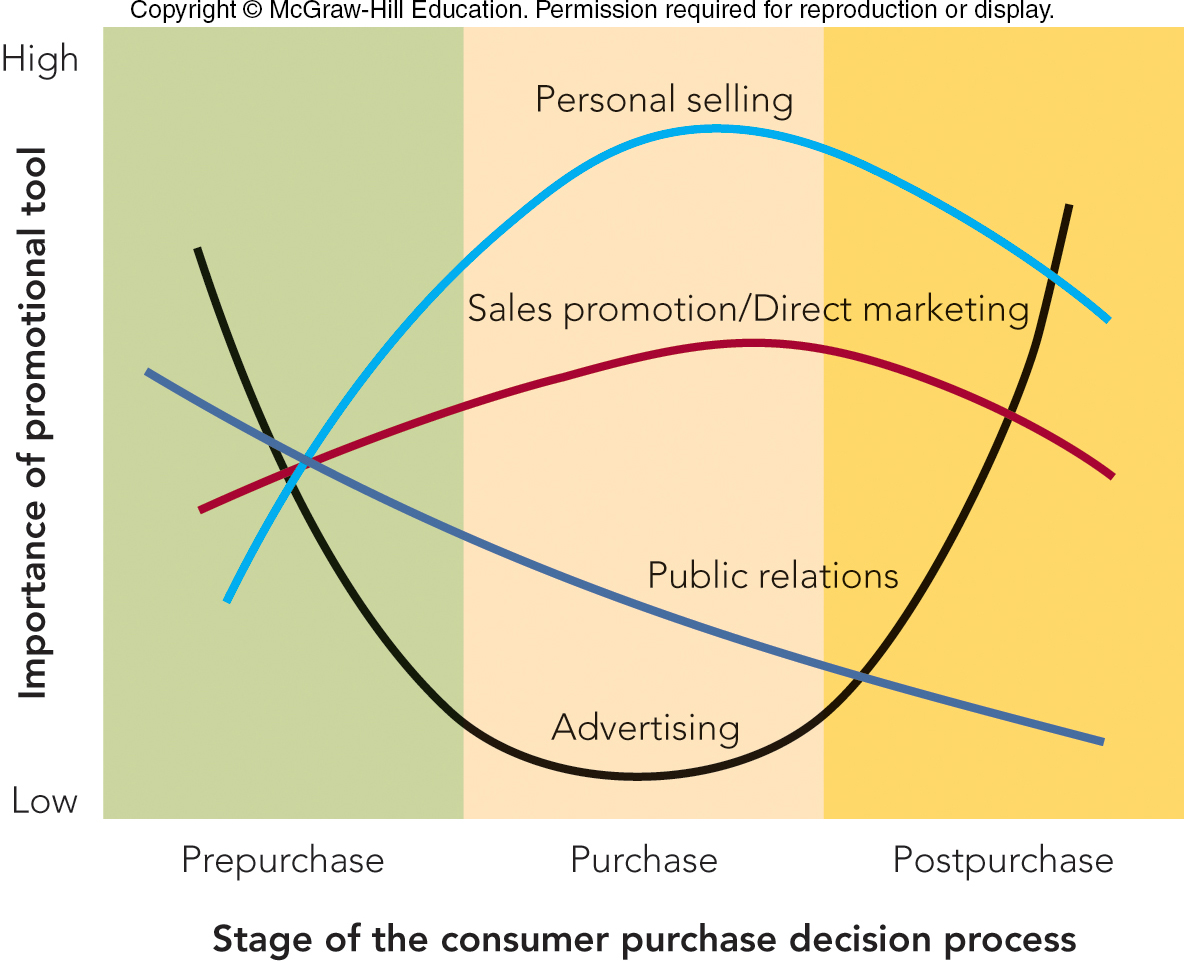 Copyright © McGraw-Hill Education. Permission required for reproduction or display.
High
Personal selling
Importance of promotional tool
Sales promotion/Direct marketing
Public relations
Advertising
Low
Prepurchase
Purchase
Postpurchase
Stage of the consumer purchase decision process